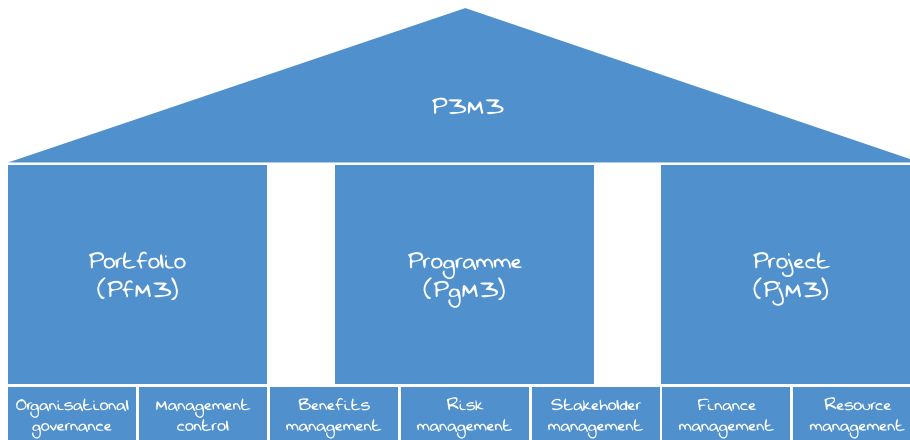 P3M3
Portfolio
(PfM3)
Programme
(PgM3)
Project
(PjM3)
Organisational
governance
Management
control
Benefits
management
Risk
management
Stakeholder
management
Finance
management
Resource
management